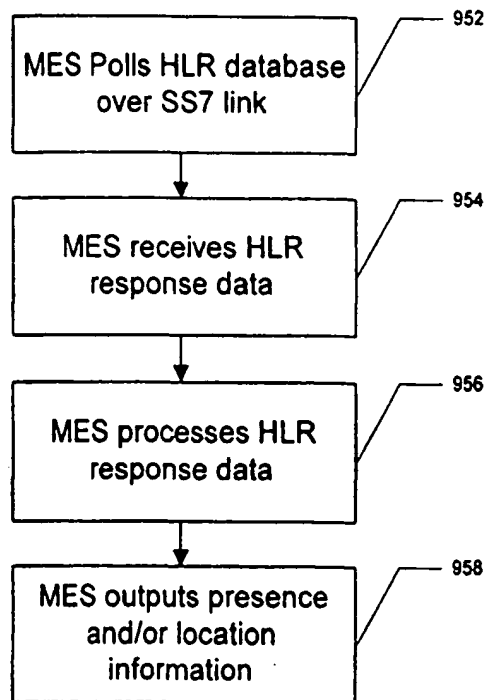 952
MES Polls HLR database
over SS7 link
954
MES receives HLR
response data
956
MES processes HLR
response data
958
MES outputs presence
and/or location
information